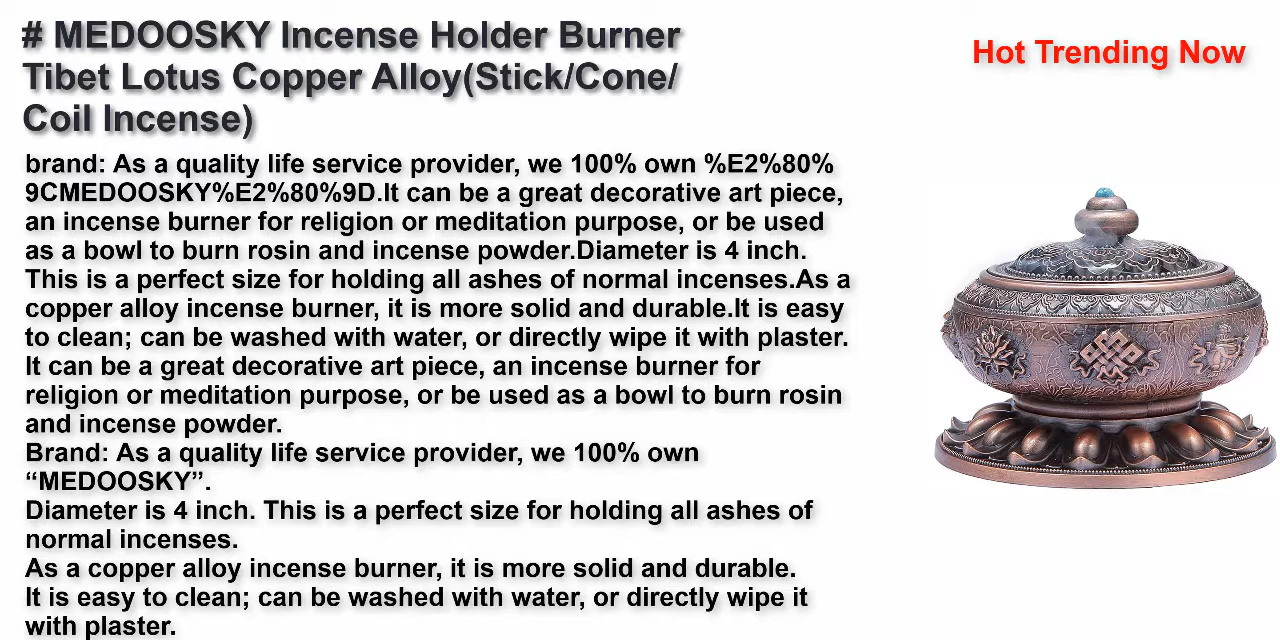 # MEDOOSKY Incense Holder Burner
Tibet Lotus Copper Alloy(Stick/Cone/
Coil Incense)
Hot Trending Now
brand: As a quality life service provider, we 100% own %E2%80%
9CMEDOOSKY%E2%80%9D.It can be a great decorative art piece,
an incense burner for religion or meditation purpose, or be used
as a bowl to burn rosin and incense powder.Diameter is 4 inch.
This is a perfect size for holding all ashes of normal incenses.As a
copper alloy incense burner, it is more solid and durable.It is easy
to clean; can be washed with water, or directly wipe it with plaster.
It can be a great decorative art piece, an incense burner for
religion or meditation purpose, or be used as a bowl to burn rosin
and incense powder.
Brand: As a quality life service provider, we 100% own
“MEDOOSKY”.
Diameter is 4 inch. This is a perfect size for holding all ashes of
normal incenses.
As a copper alloy incense burner, it is more solid and durable.
It is easy to clean; can be washed with water, or directly wipe it
with plaster.